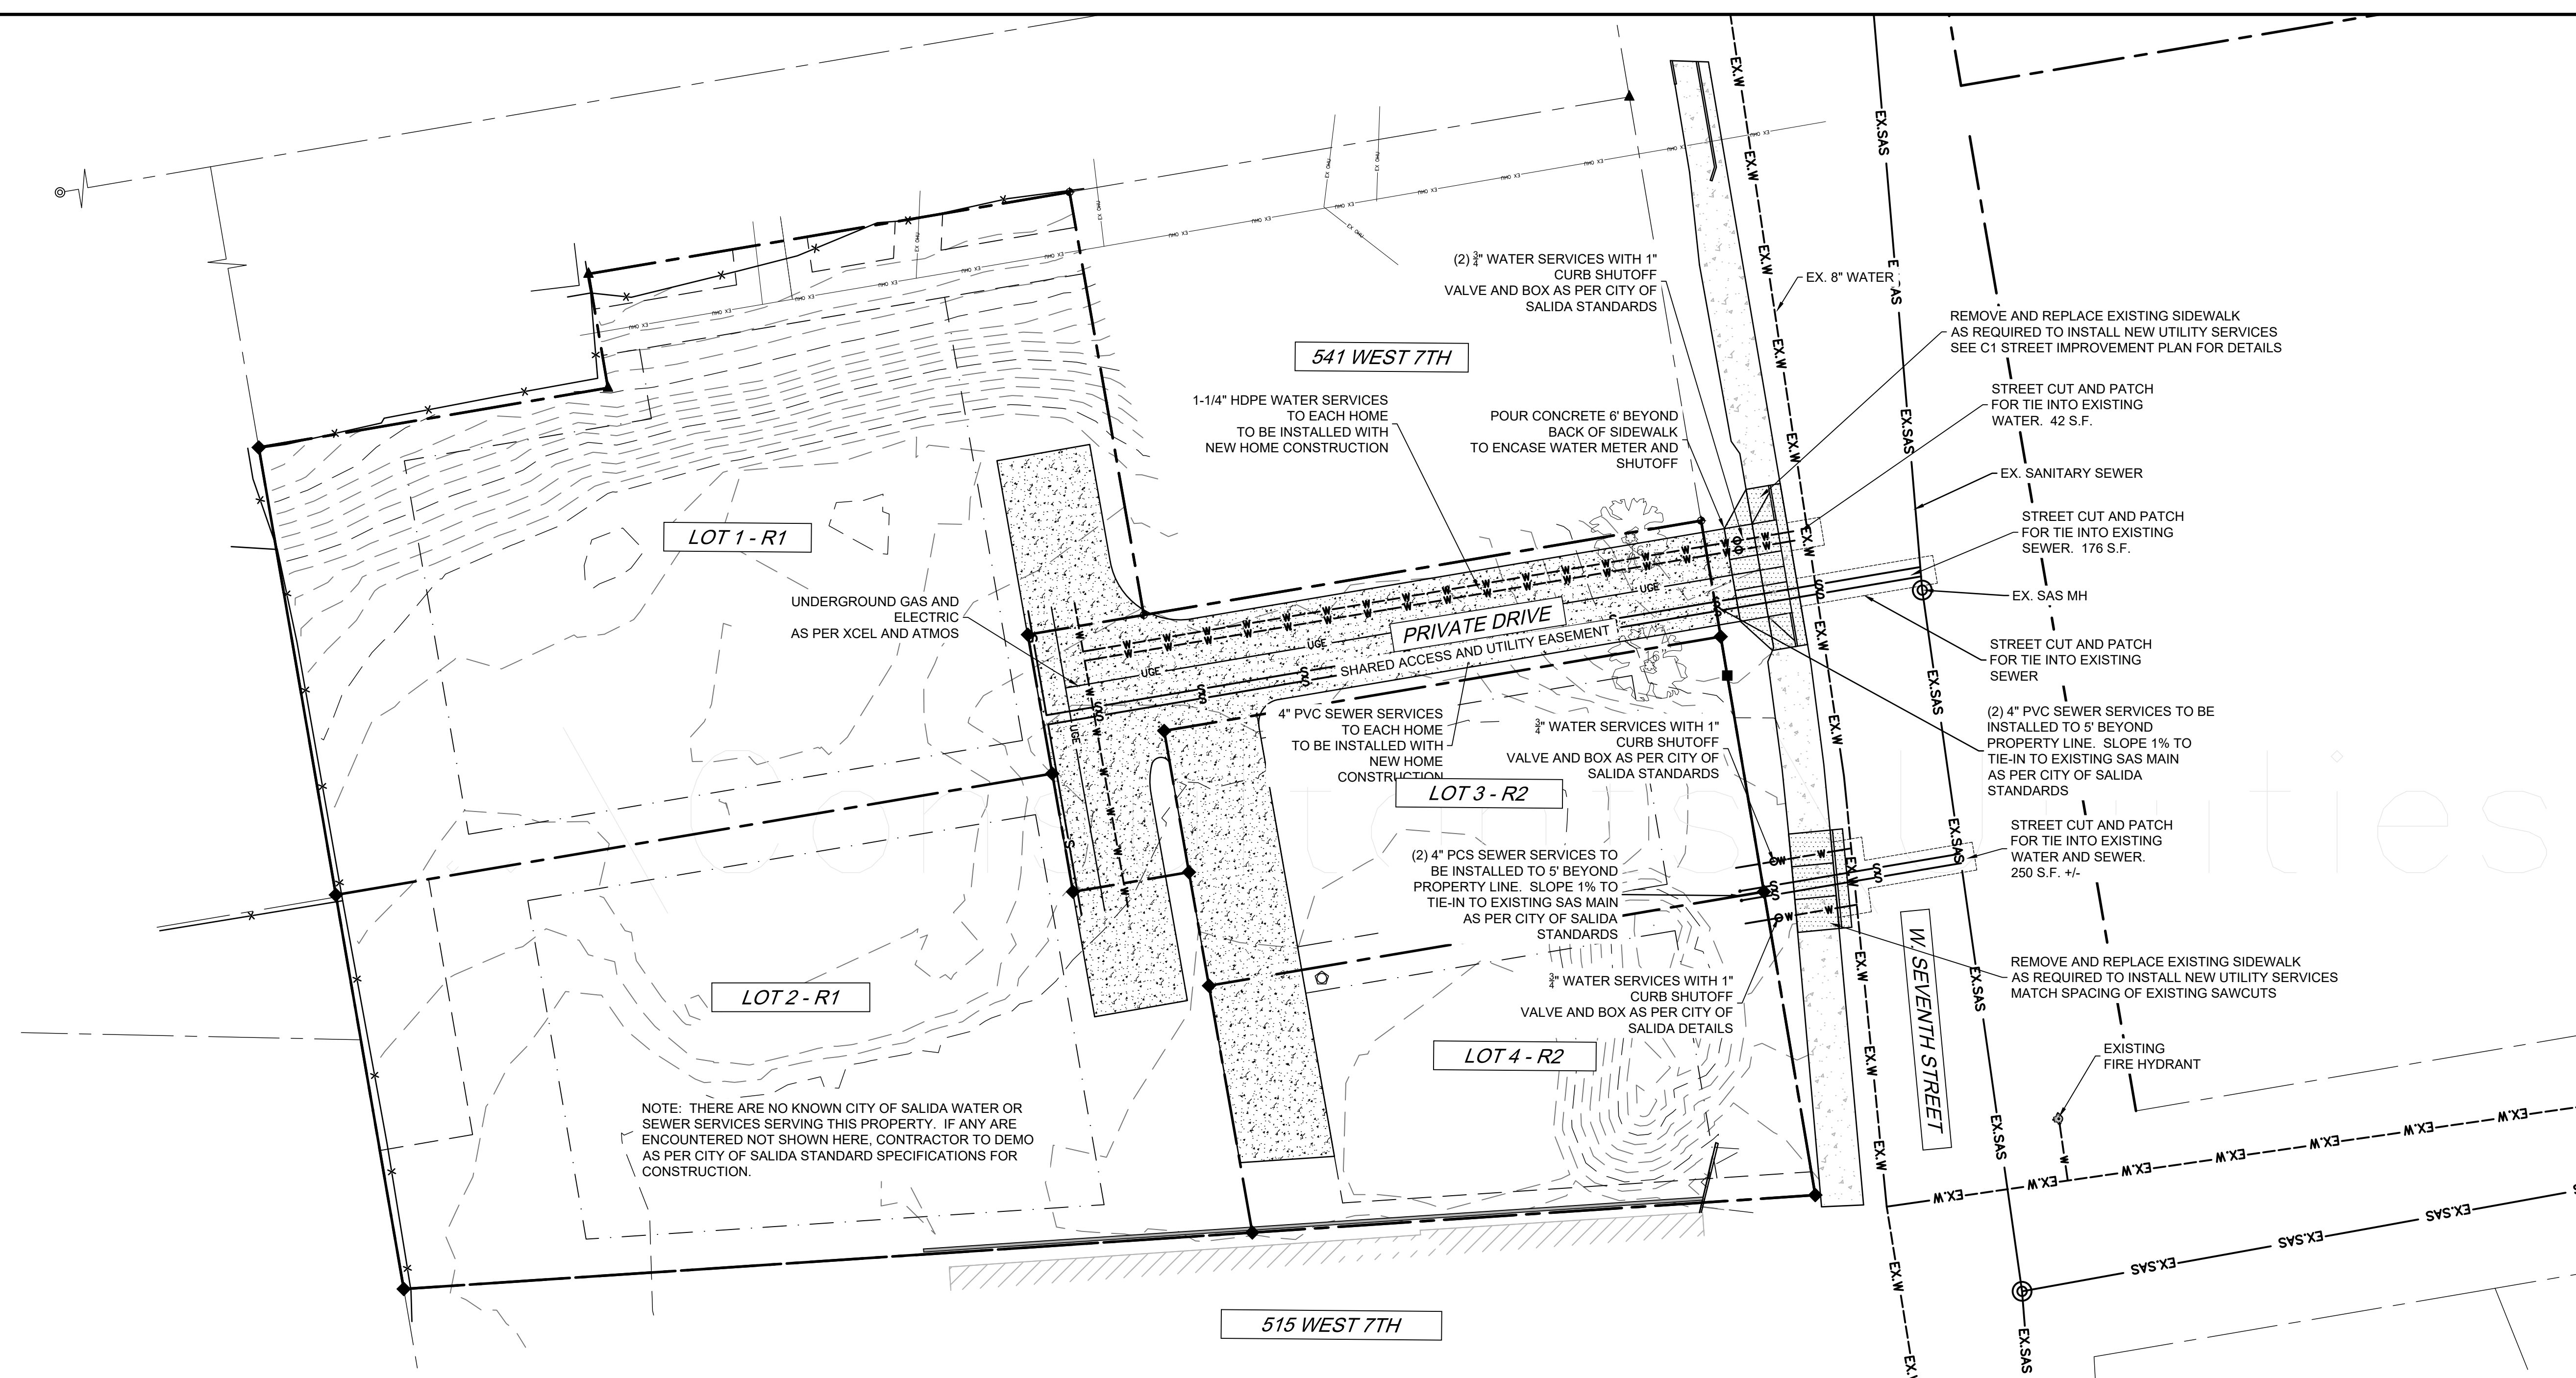 (2) 3/4" WATER SERVICES WITH 1"
CURB SHUTOFF
VALVE AND BOX AS PER CITY OF
SALIDA STANDARDS
EX. 8" WATER
REMOVE AND REPLACE EXISTING SIDEWALK
AS REQUIRED TO INSTALL NEW UTILITY SERVICES
SEE C1 STREET IMPROVEMENT PLAN FOR DETAILS
541 WEST 7TH
STREET CUT AND PATCH
FOR TIE INTO EXISTING
WATER. 42 S.F.
1-1/4" HDPE WATER SERVICES
TO EACH HOME
TO BE INSTALLED WITH
NEW HOME CONSTRUCTION
POUR CONCRETE 6' BEYOND
BACK OF SIDEWALK
TO ENCASE WATER METER AND
SHUTOFF
EX. SANITARY SEWER
LOT 1 - R1
STREET CUT AND PATCH
FOR TIE INTO EXISTING
SEWER. 176 S.F.
EX. SAS MH
UNDERGROUND GAS AND
ELECTRIC
AS PER XCEL AND ATMOS
PRIVATE DRIVE
SHARED ACCESS AND UTILITY EASEMENT
UGE
UGE
UGE
UGE
STREET CUT AND PATCH
FOR TIE INTO EXISTING
SEWER
4" PVC SEWER SERVICES
TO EACH HOME
TO BE INSTALLED WITH
NEW HOME
CONSTRUCTION
3/4" WATER SERVICES WITH 1"
CURB SHUTOFF
VALVE AND BOX AS PER CITY OF
SALIDA STANDARDS
(2) 4" PVC SEWER SERVICES TO BE
INSTALLED TO 5' BEYOND
PROPERTY LINE. SLOPE 1% TO
TIE-IN TO EXISTING SAS MAIN
AS PER CITY OF SALIDA
STANDARDS
LOT 3 - R2
STREET CUT AND PATCH
FOR TIE INTO EXISTING
WATER AND SEWER.
250 S.F. +/-
(2) 4" PCS SEWER SERVICES TO
BE INSTALLED TO 5' BEYOND
PROPERTY LINE. SLOPE 1% TO
TIE-IN TO EXISTING SAS MAIN
AS PER CITY OF SALIDA
STANDARDS
W. SEVENTH STREET
REMOVE AND REPLACE EXISTING SIDEWALK
AS REQUIRED TO INSTALL NEW UTILITY SERVICES
MATCH SPACING OF EXISTING SAWCUTS
LOT 2 - R1
3/4" WATER SERVICES WITH 1"
CURB SHUTOFF
VALVE AND BOX AS PER CITY OF
SALIDA DETAILS
LOT 4 - R2
EXISTING
FIRE HYDRANT
NOTE: THERE ARE NO KNOWN CITY OF SALIDA WATER OR
SEWER SERVICES SERVING THIS PROPERTY. IF ANY ARE
ENCOUNTERED NOT SHOWN HERE, CONTRACTOR TO DEMO
AS PER CITY OF SALIDA STANDARD SPECIFICATIONS FOR
CONSTRUCTION.
EX.W
EX.SAS
EX OHU
515 WEST 7TH